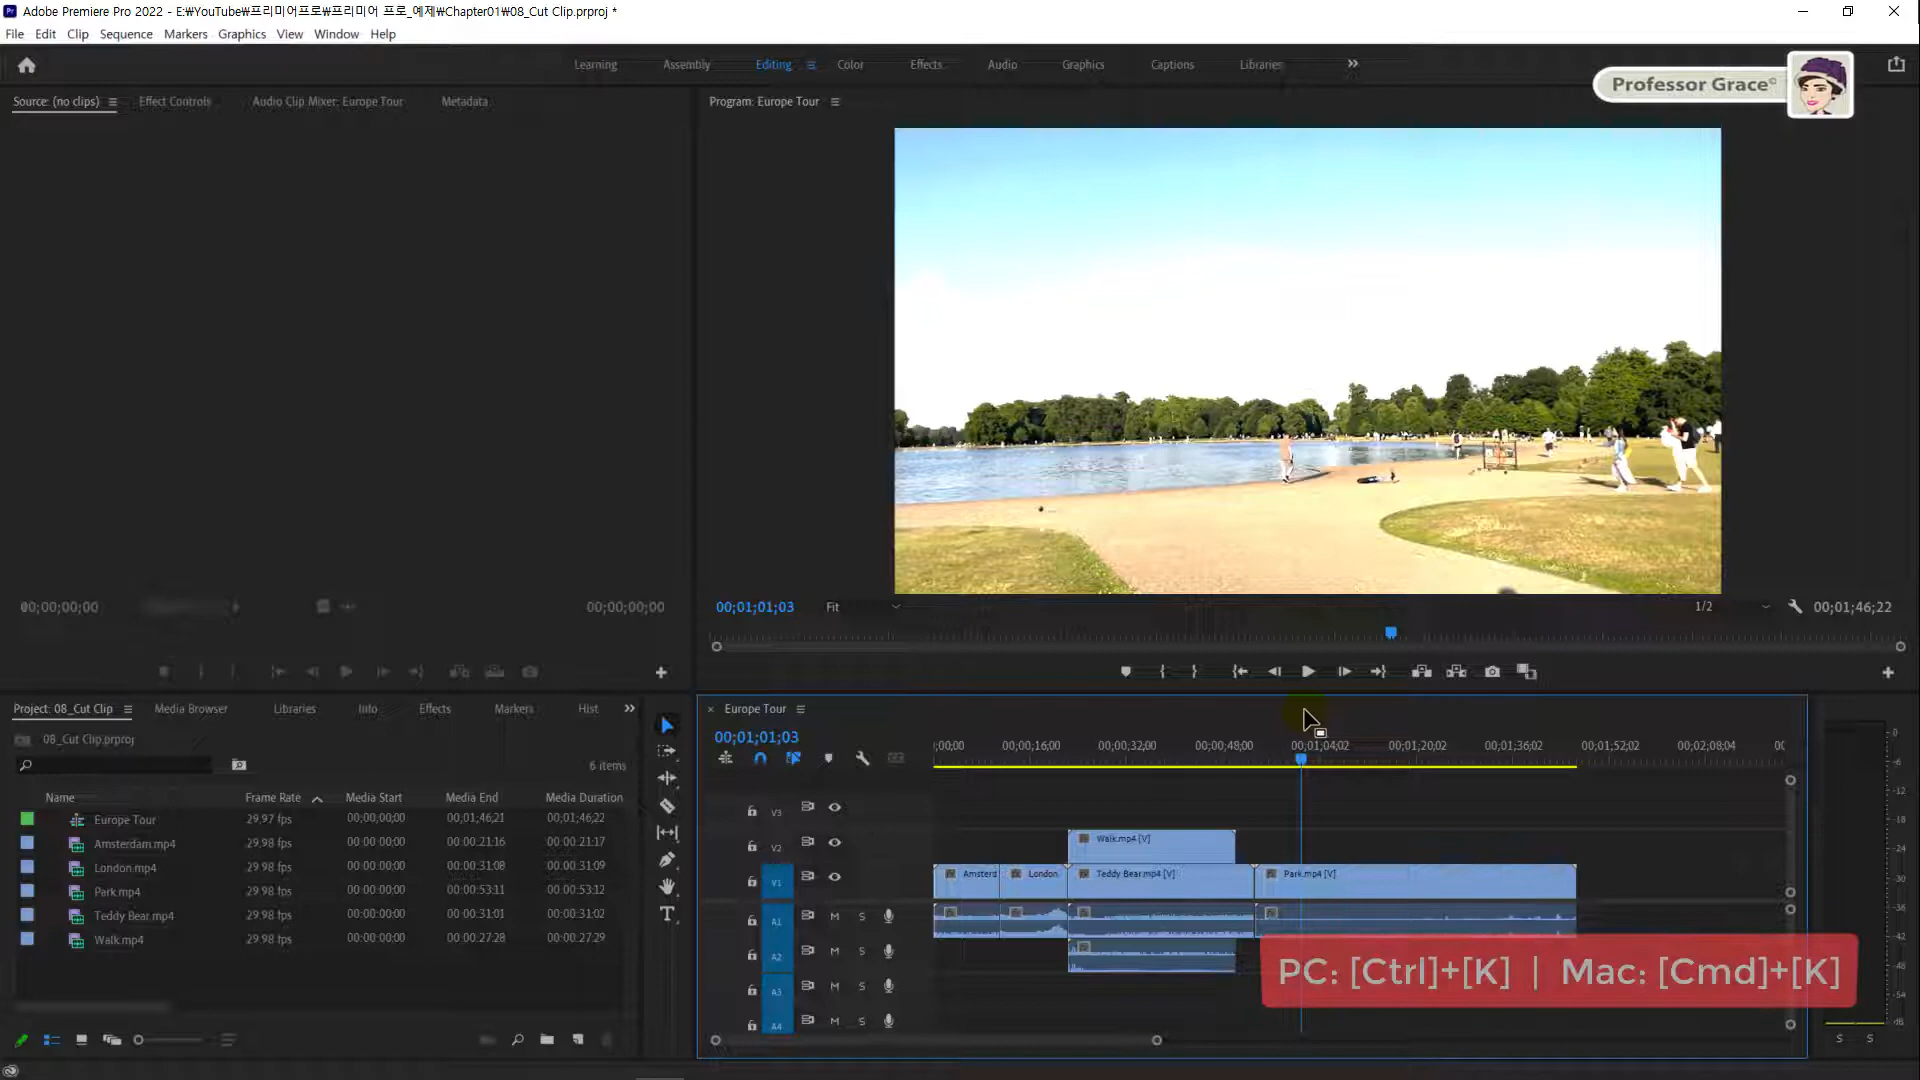 Adobe Premiere Pro 2022 - E:₩YouTube₩프리미어프로₩프리미어 프로_예제₩Chapter01₩08_Cut Clip.prproj *
File Edit Clip Sequence Markers Graphics View Window Help
Learning Assembly Editing Color Effects Audio Graphics Captions Libraries
Professor Grace©
Source: (no clips) Effect Controls Audio Clip Mixer: Europe Tour Metadata
Program: Europe Tour
00;00;00;00 00;00;00;00
00;01;01;03 Fit 1/2 00;01;46;22
Project: 08_Cut Clip Media Browser Libraries Info Effects Markers Hist
08_Cut Clip.prproj
6 items
Name Frame Rate Media Start Media End Media Duration
Europe Tour 29.97 fps 00;00;00;00 00;01;46;21 00;01;46;22
Amsterdam.mp4 29.98 fps 00:00:00:00 00:00:21:16 00:00:21:17
London.mp4 29.98 fps 00:00:00:00 00:00:31:08 00:00:31:09
Park.mp4 29.98 fps 00:00:00:00 00:00:53:11 00:00:53:12
Teddy Bear.mp4 29.98 fps 00:00:00:00 00:00:31:01 00:00:31:02
Walk.mp4 29.98 fps 00:00:00:00 00:00:27:28 00:00:27:29
Europe Tour
00;01;01;03
;00;00 00;00;16;00 00;00;32;00 00;00;48;00 00;01;04;02 00;01;20;02 00;01;36;02 00;01;52;02 00;02;08;04 00
V3
V2 Walk.mp4 [V]
V1 Amsterd London Teddy Bear.mp4 [V] Park.mp4 [V]
A1 M S
A2 M S
A3 M S
A4 M S
PC: [Ctrl]+[K] | Mac: [Cmd]+[K]
0
-6
-12
-18
-24
-30
-36
-42
-48
-54
dB
S S